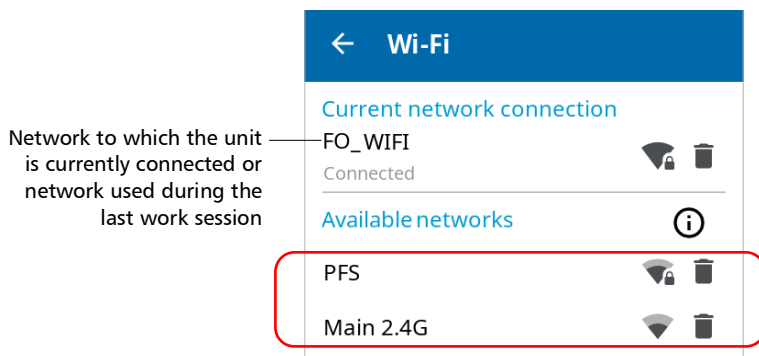 Wi-Fi
Current network connection
Network to which the unit
is currently connected or
network used during the
last work session
FO_WIFI
Connected
Available networks
PFS
Main 2.4G